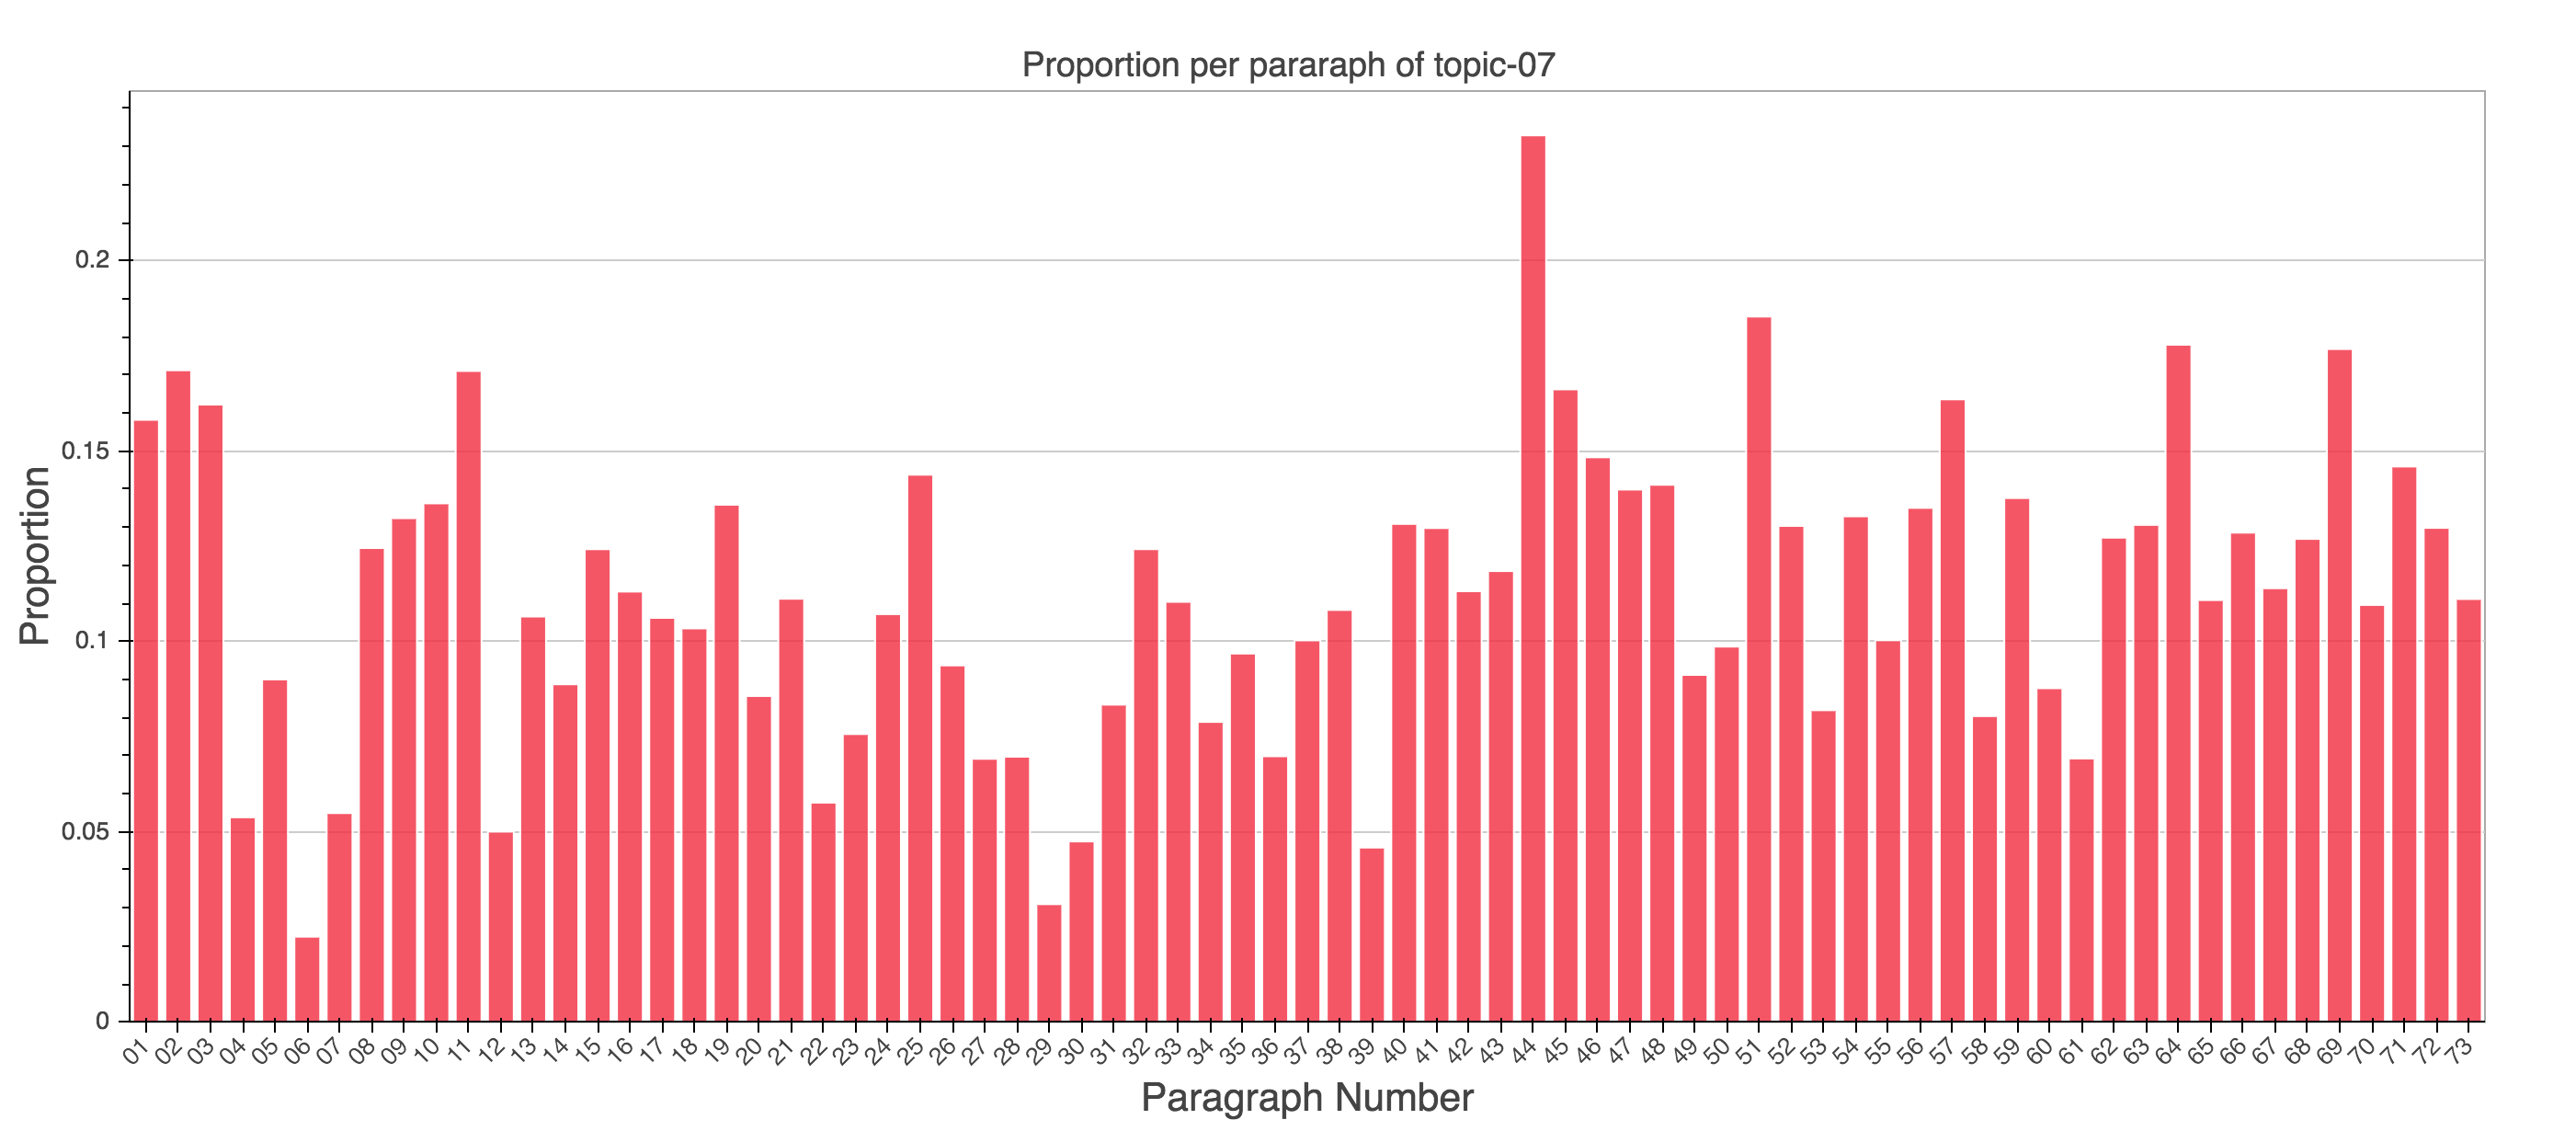 Proportion per pararaph of topic-07
Proportion
0.2
0.15
0.1
0.05
0
01 02 03 04 05 06 07 08 09 10 11 12 13 14 15 16 17 18 19 20 21 22 23 24 25 26 27 28 29 30 31 32 33 34 35 36 37 38 39 40 41 42 43 44 45 46 47 48 49 50 51 52 53 54 55 56 57 58 59 60 61 62 63 64 65 66 67 68 69 70 71 72 73
Paragraph Number